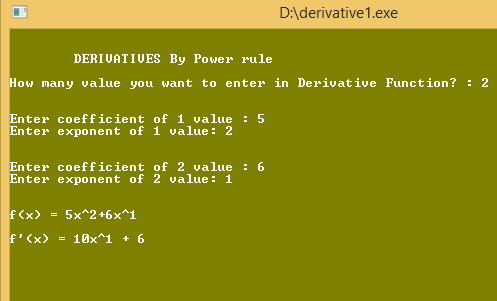 D:\derivative1.exe
DERIVATIVES By Power rule
How many value you want to enter in Derivative Function? : 2
Enter coefficient of 1 value : 5
Enter exponent of 1 value: 2
Enter coefficient of 2 value : 6
Enter exponent of 2 value: 1
f(x) = 5x^2+6x^1
f'(x) = 10x^1 + 6